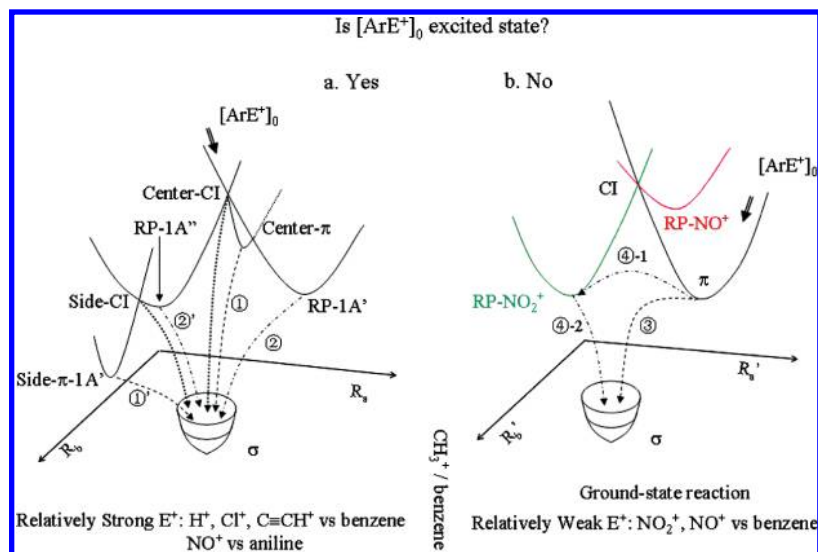 Is [ArE⁺]₀ excited state?
a. Yes
b. No
[ArE⁺]₀
[ArE⁺]₀
Center-CI
CI
RP-1A''
Center-π
RP-NO⁺
Side-CI
RP-1A'
RP-NO₂⁺
π
④-1
①
②'
②
④-2
③
Side-π-1A'
①'
Rₐ
Rₐ'
R_b
R_b'
σ
σ
CH₃⁺ / benzene
Ground-state reaction
Relatively Strong E⁺: H⁺, Cl⁺, C≡CH⁺ vs benzene
NO⁺ vs aniline
Relatively Weak E⁺: NO₂⁺, NO⁺ vs benzene